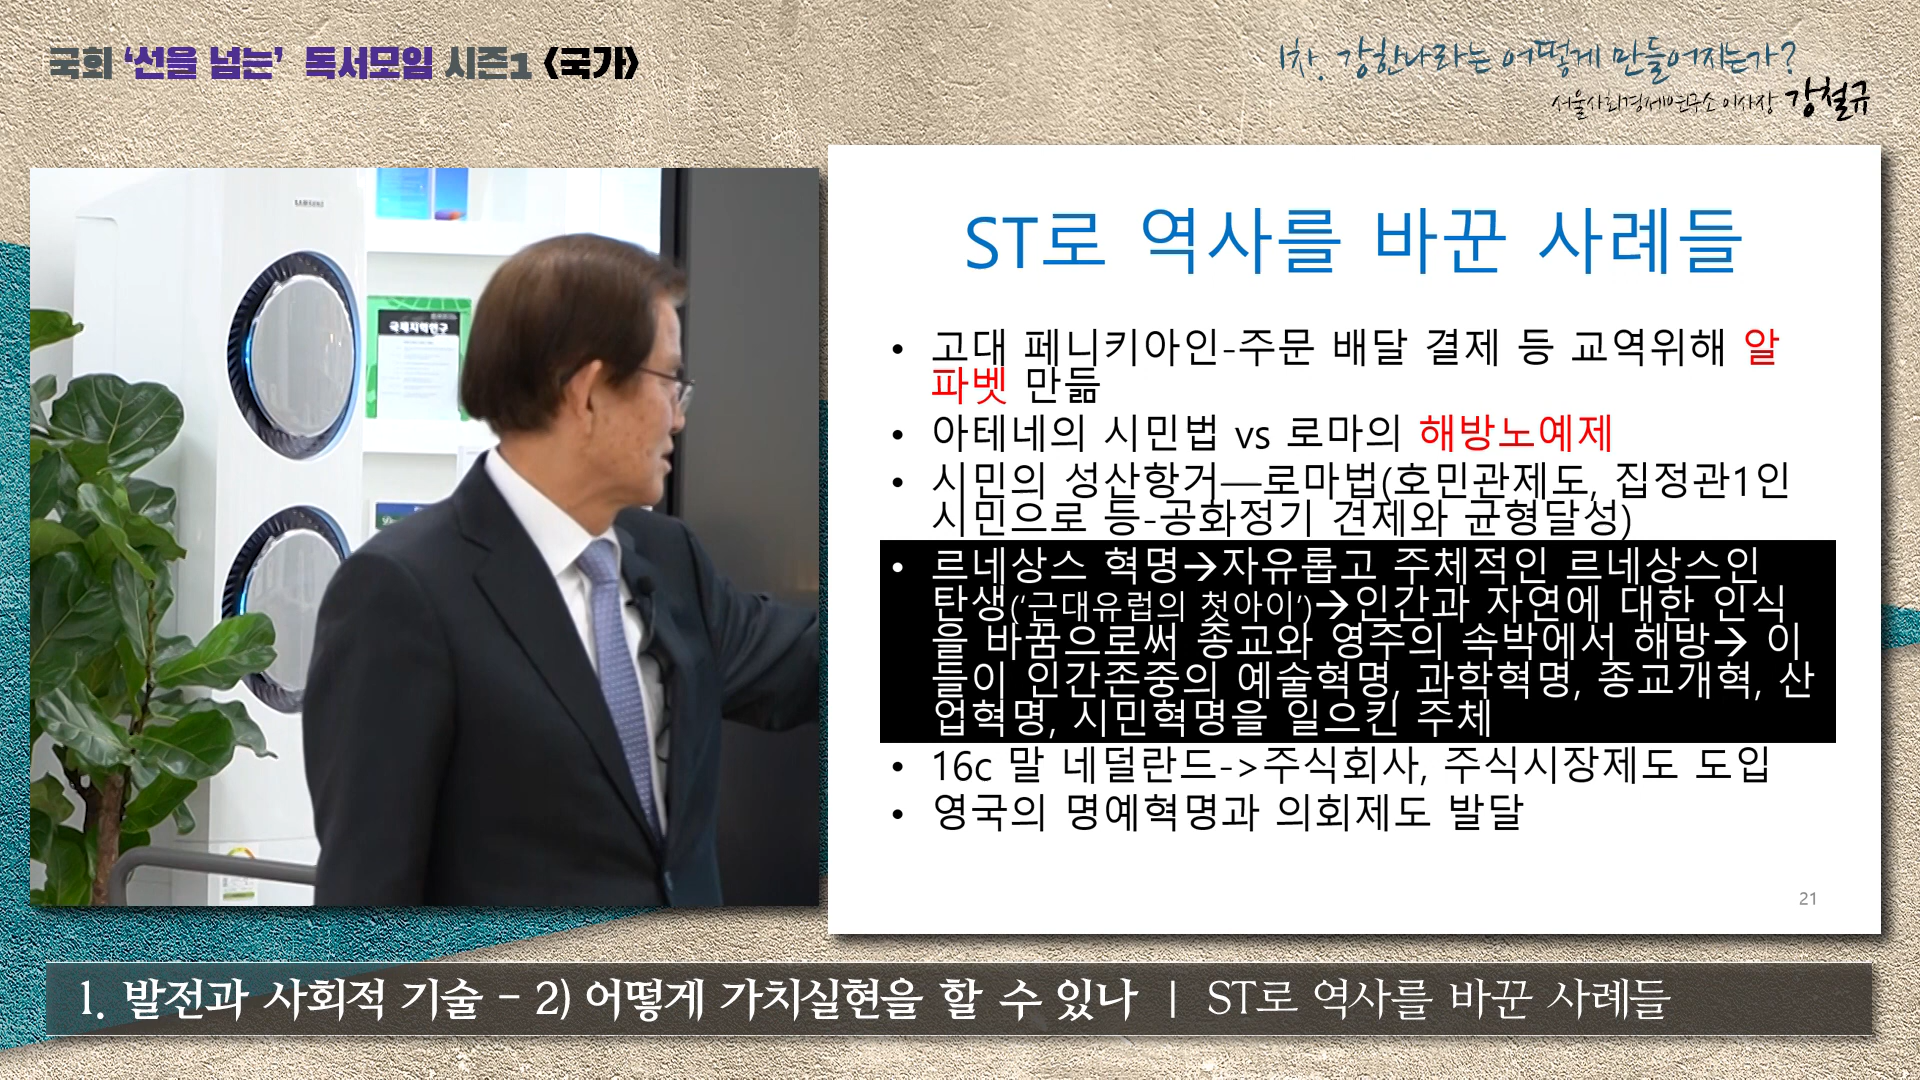 국회 ‘선을 넘는’ 독서모임 시즌1 <국가>
1차. 강한나라는 어떻게 만들어지는가?
서울사회경제연구소 이사장 강철규
SAMSUNG
국제지역연구
ST로 역사를 바꾼 사례들
• 고대 페니키아인-주문 배달 결제 등 교역위해 알
파벳 만듦
• 아테네의 시민법 vs 로마의 해방노예제
• 시민의 성산항거—로마법(호민관제도, 집정관1인
시민으로 등-공화정기 견제와 균형달성)
• 르네상스 혁명→자유롭고 주체적인 르네상스인
탄생(‘근대유럽의 첫아이’)→인간과 자연에 대한 인식
을 바꿈으로써 종교와 영주의 속박에서 해방→ 이
들이 인간존중의 예술혁명, 과학혁명, 종교개혁, 산
업혁명, 시민혁명을 일으킨 주체
• 16c 말 네덜란드->주식회사, 주식시장제도 도입
• 영국의 명예혁명과 의회제도 발달
21
1. 발전과 사회적 기술 - 2) 어떻게 가치실현을 할 수 있나 | ST로 역사를 바꾼 사례들